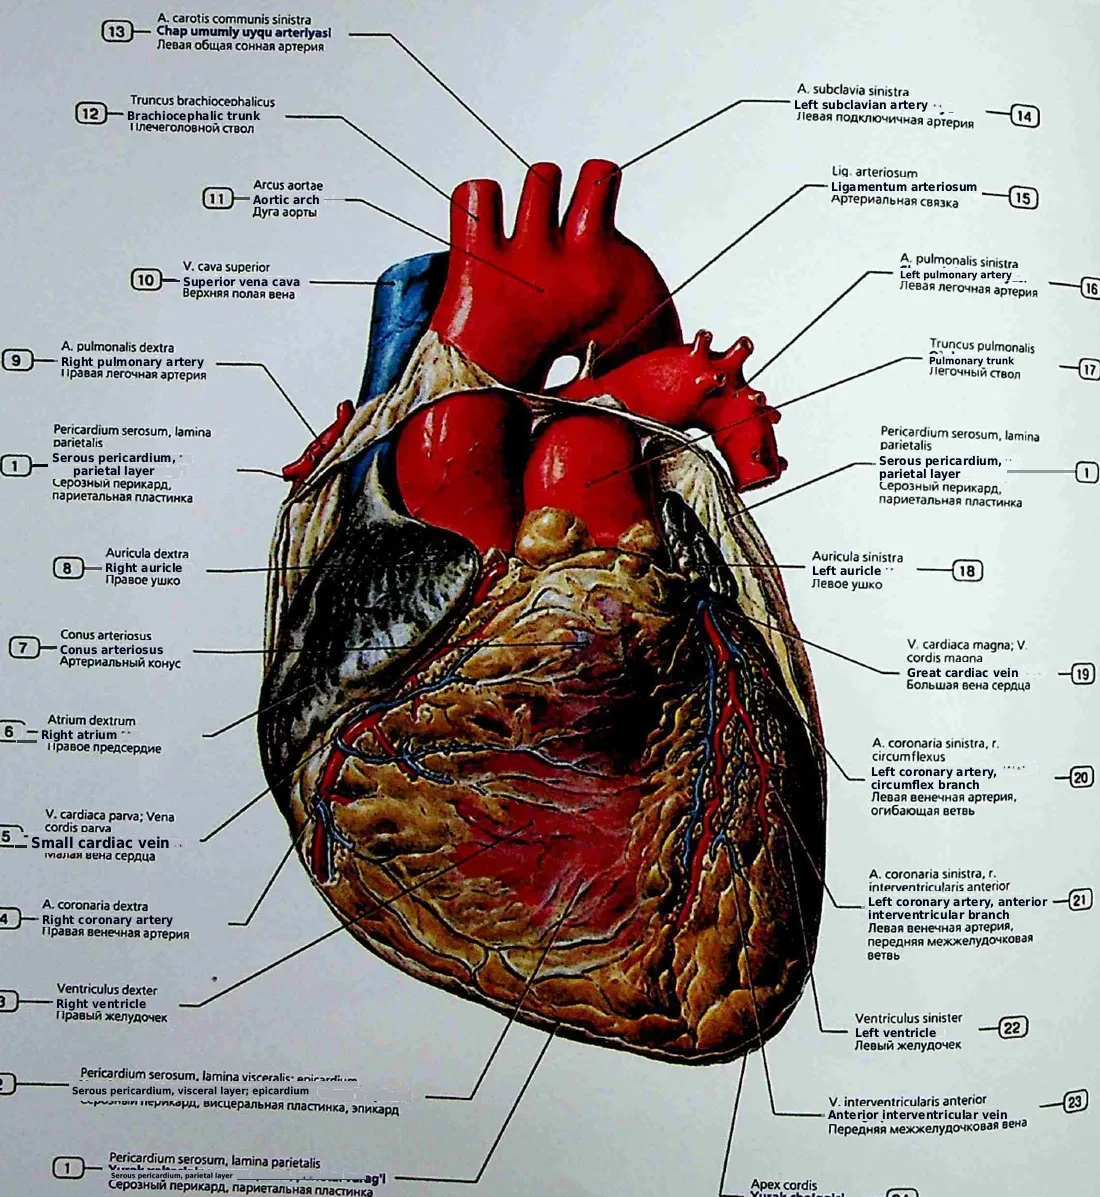 13
A. carotis communis sinistra
Chap umumiy uyqu arteriyasi
Левая общая сонная артерия
12
Truncus brachiocephalicus
Brachiocephalic trunk
Плечеголовной ствол
11
Arcus aortae
Aortic arch
Дуга аорты
10
V. cava superior
Superior vena cava
Верхняя полая вена
9
A. pulmonalis dextra
Right pulmonary artery
Правая легочная артерия
1
Pericardium serosum, lamina
parietalis
Serous pericardium,
parietal layer
Серозный перикард,
париетальная пластинка
8
Auricula dextra
Right auricle
Правое ушко
7
Conus arteriosus
Conus arteriosus
Артериальный конус
6
Atrium dextrum
Right atrium
Правое предсердие
5
V. cardiaca parva; Vena
cordis parva
Small cardiac vein
Малая вена сердца
4
A. coronaria dextra
Right coronary artery
Правая венечная артерия
3
Ventriculus dexter
Right ventricle
Правый желудочек
2
Pericardium serosum, lamina visceralis; epicardium
Serous pericardium, visceral layer; epicardium
Серозный перикард, висцеральная пластинка, эпикард
1
Pericardium serosum, lamina parietalis
Serous pericardium, parietal layer
Серозный перикард, париетальная пластинка
A. subclavia sinistra
Left subclavian artery
Левая подключичная артерия
14
Lig. arteriosum
Ligamentum arteriosum
Артериальная связка
15
A. pulmonalis sinistra
Left pulmonary artery
Левая легочная артерия
16
Truncus pulmonalis
Pulmonary trunk
Легочный ствол
17
Pericardium serosum, lamina
parietalis
Serous pericardium,
parietal layer
Серозный перикард,
париетальная пластинка
1
Auricula sinistra
Left auricle
Левое ушко
18
V. cardiaca magna; V.
cordis magna
Great cardiac vein
Большая вена сердца
19
A. coronaria sinistra, r.
circumflexus
Left coronary artery,
circumflex branch
Левая венечная артерия,
огибающая ветвь
20
A. coronaria sinistra, r.
interventricularis anterior
Left coronary artery, anterior
interventricular branch
Левая венечная артерия,
передняя межжелудочковая
ветвь
21
Ventriculus sinister
Left ventricle
Левый желудочек
22
V. interventricularis anterior
Anterior interventricular vein
Передняя межжелудочковая вена
23
Apex cordis